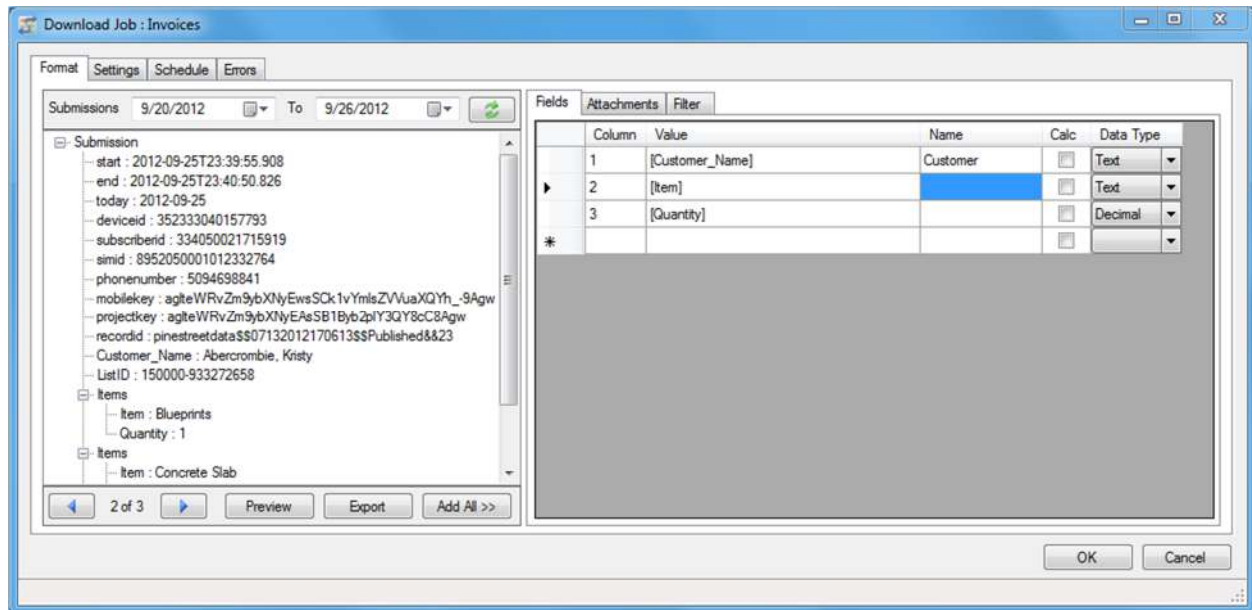 Download Job : Invoices
Format Settings Schedule Errors
Submissions 9/20/2012 To 9/26/2012
Submission
start : 2012-09-25T23:39:55.908
end : 2012-09-25T23:40:50.826
today : 2012-09-25
deviceid : 352333040157793
subscriberid : 334050021715919
simid : 8952050001012332764
phonenumber : 5094698841
mobilekey : aglteWRvZm9ybXNyEwsSCk1vYmlsZVVuaXQYh_-9Agw
projectkey : aglteWRvZm9ybXNyEAsSB1Byb2plY3QY8cC8Agw
recordid : pinestreetdata$$07132012170613$$Published&&23
Customer_Name : Abercrombie, Kristy
ListID : 150000-933272658
Items
Item : Blueprints
Quantity : 1
Items
Item : Concrete Slab
2 of 3 Preview Export Add All >>
Fields Attachments Filter
Column Value Name Calc Data Type
1 [Customer_Name] Customer Text
2 [Item] Text
3 [Quantity] Decimal
OK Cancel